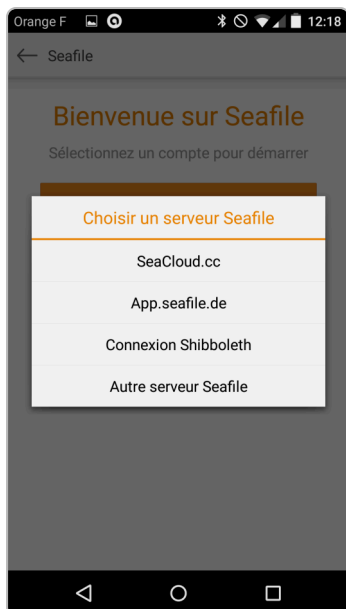 Orange F 12:18
Seafile
Bienvenue sur Seafile
Sélectionnez un compte pour démarrer
Choisir un serveur Seafile
SeaCloud.cc
App.seafile.de
Connexion Shibboleth
Autre serveur Seafile